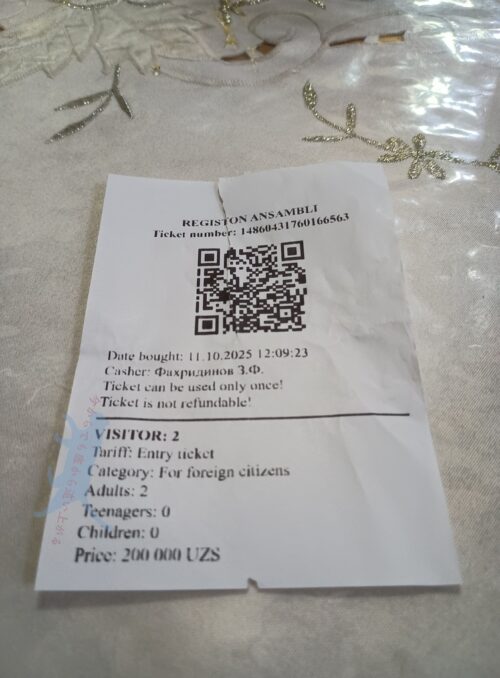 REGISTON ANSAMBLI
Ticket number: 14860431760166563
Date bought: 11.10.2025 12:09:23
Casher: Фахридинов З.Ф.
Ticket can be used only once!
Ticket is not refundable!
VISITOR: 2
Tariff: Entry ticket
Category: For foreign citizens
Adults: 2
Teenagers: 0
Children: 0
Price: 200 000 UZS